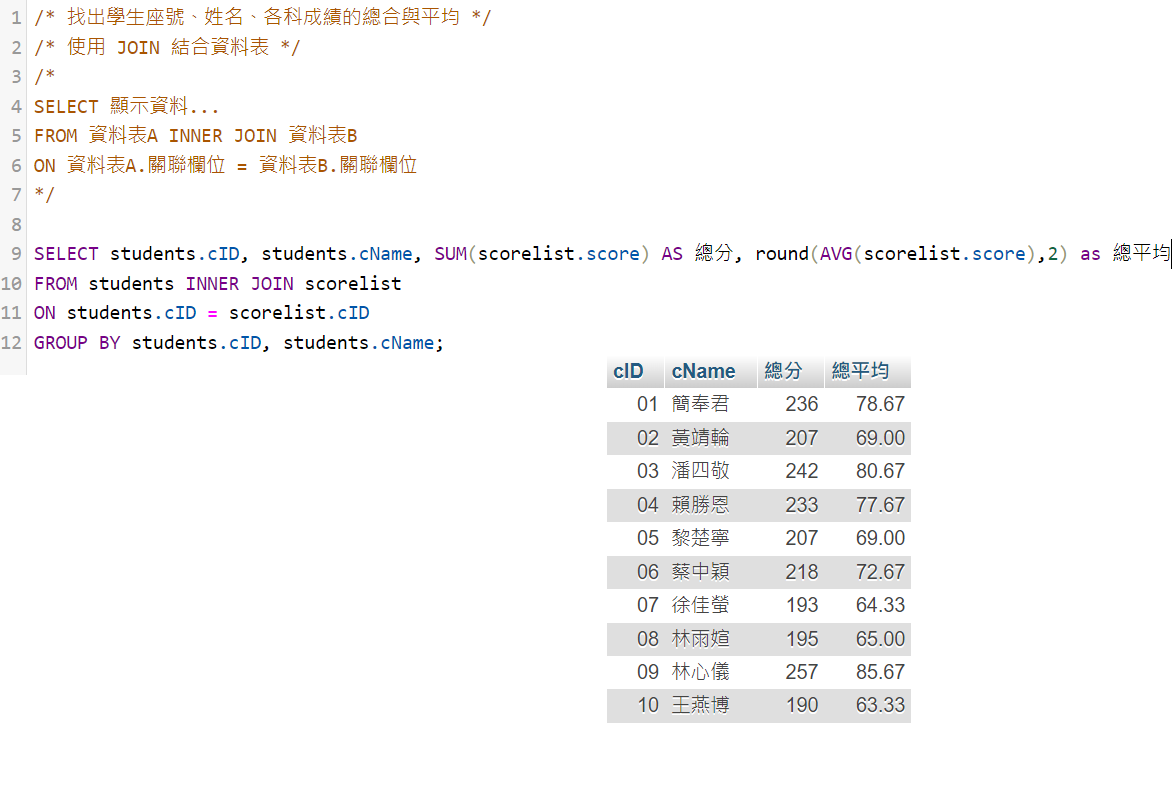 1 /* 找出學生座號、姓名、各科成績的總合與平均 */
2 /* 使用 JOIN 結合資料表 */
3 /*
4 SELECT 顯示資料...
5 FROM 資料表A INNER JOIN 資料表B
6 ON 資料表A.關聯欄位 = 資料表B.關聯欄位
7 */
8
9 SELECT students.cID, students.cName, SUM(scorelist.score) AS 總分, round(AVG(scorelist.score),2) as 總平均
10 FROM students INNER JOIN scorelist
11 ON students.cID = scorelist.cID
12 GROUP BY students.cID, students.cName;
cID cName 總分 總平均
01 簡奉君 236 78.67
02 黃靖輪 207 69.00
03 潘四敬 242 80.67
04 賴勝恩 233 77.67
05 黎楚寧 207 69.00
06 蔡中穎 218 72.67
07 徐佳螢 193 64.33
08 林雨媗 195 65.00
09 林心儀 257 85.67
10 王燕博 190 63.33